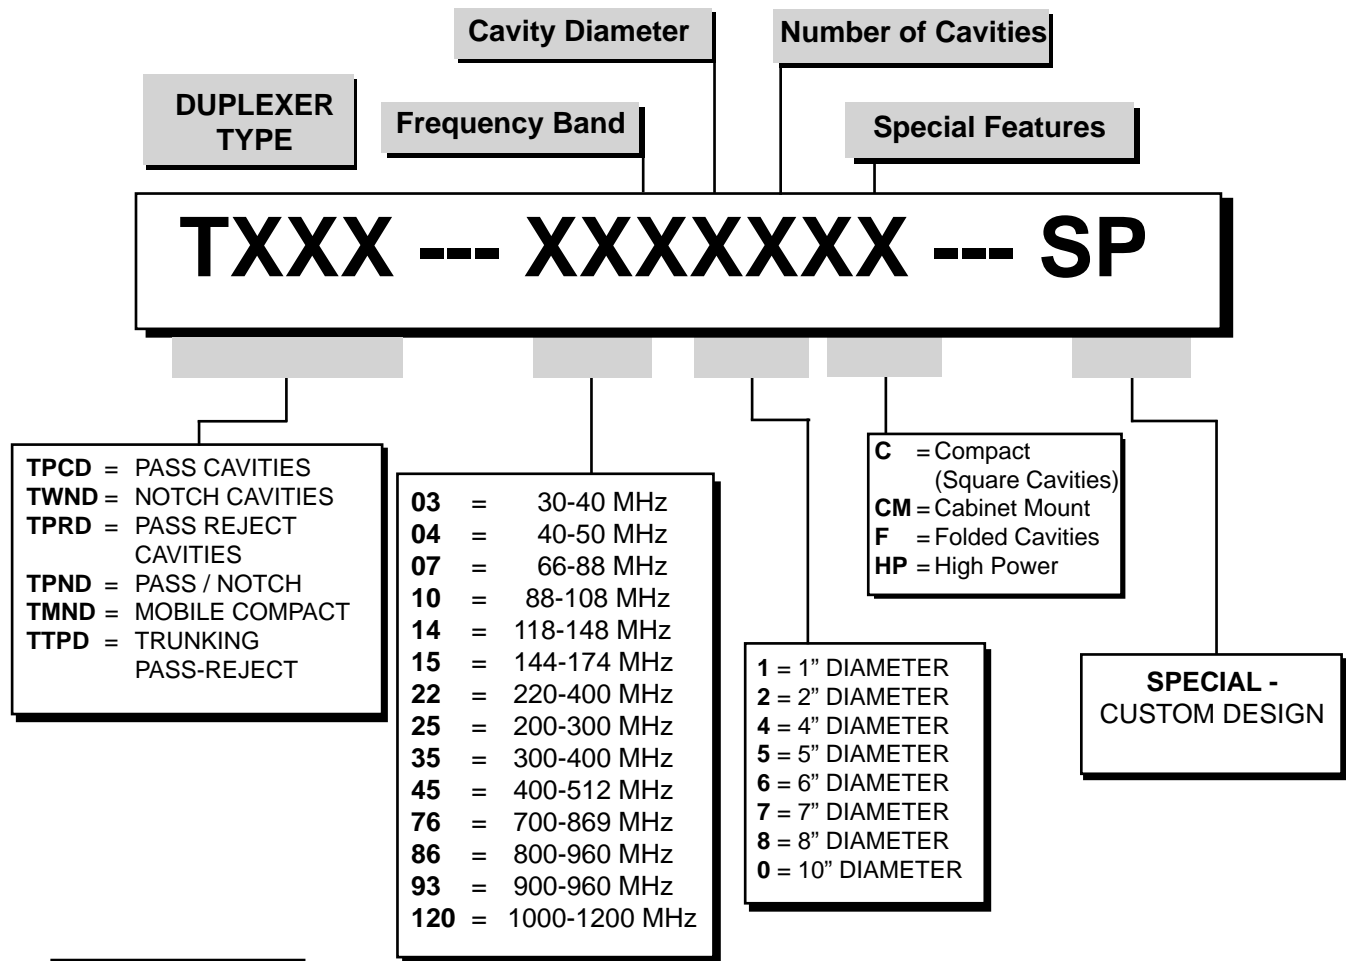 Cavity Diameter
Number of Cavities
DUPLEXER
TYPE
Frequency Band
Special Features
TXXX --- XXXXXXX --- SP
TPCD = PASS CAVITIES
TWND = NOTCH CAVITIES
TPRD = PASS REJECT
CAVITIES
TPND = PASS / NOTCH
TMND = MOBILE COMPACT
TTPD = TRUNKING
PASS-REJECT
03 = 30-40 MHz
04 = 40-50 MHz
07 = 66-88 MHz
10 = 88-108 MHz
14 = 118-148 MHz
15 = 144-174 MHz
22 = 220-400 MHz
25 = 200-300 MHz
35 = 300-400 MHz
45 = 400-512 MHz
76 = 700-869 MHz
86 = 800-960 MHz
93 = 900-960 MHz
120 = 1000-1200 MHz
1 = 1” DIAMETER
2 = 2” DIAMETER
4 = 4” DIAMETER
5 = 5” DIAMETER
6 = 6” DIAMETER
7 = 7” DIAMETER
8 = 8” DIAMETER
0 = 10” DIAMETER
C = Compact
(Square Cavities)
CM = Cabinet Mount
F = Folded Cavities
HP = High Power
SPECIAL -
CUSTOM DESIGN